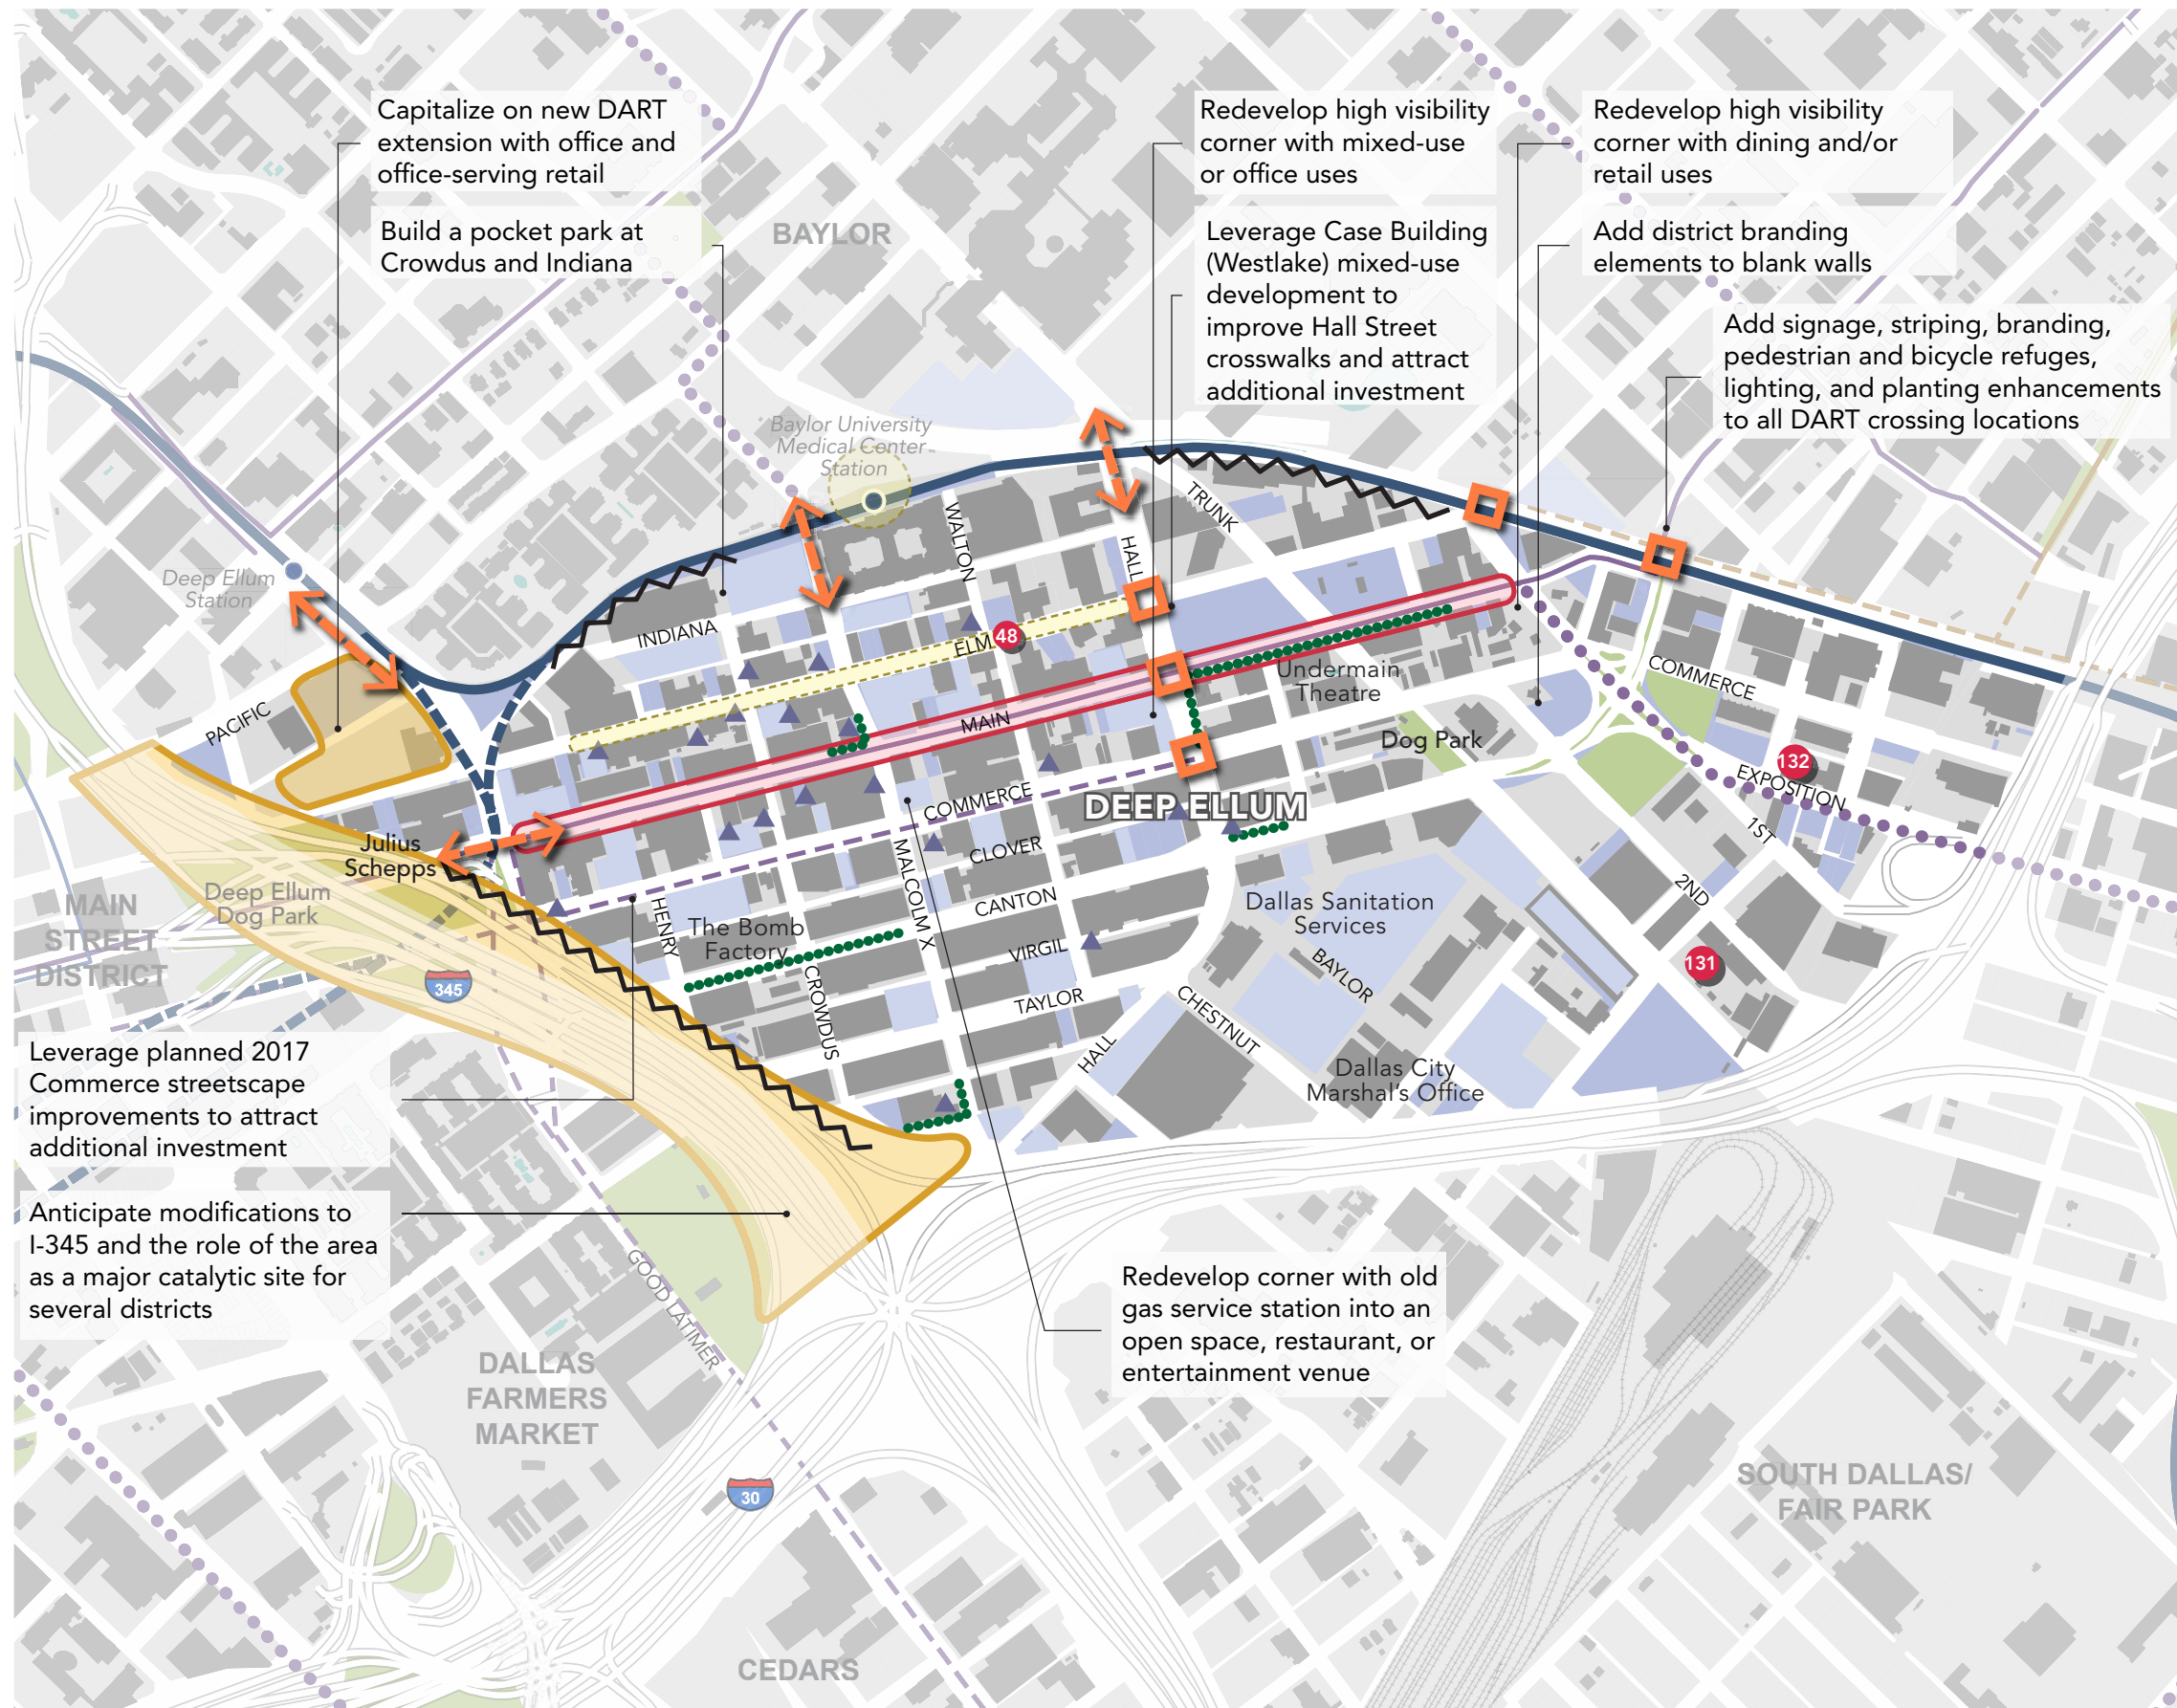 Capitalize on new DART
extension with office and
office-serving retail
Build a pocket park at
Crowdus and Indiana
Redevelop high visibility
corner with mixed-use
or office uses
Leverage Case Building
(Westlake) mixed-use
development to
improve Hall Street
crosswalks and attract
additional investment
Redevelop high visibility
corner with dining and/or
retail uses
Add district branding
elements to blank walls
Add signage, striping, branding,
pedestrian and bicycle refuges,
lighting, and planting enhancements
to all DART crossing locations
BAYLOR
Baylor University
Medical Center
Station
Deep Ellum
Station
WALTON
TRUNK
HALL
INDIANA
ELM
48
PACIFIC
MAIN
Undermain
Theatre
COMMERCE
Dog Park
132
EXPOSITION
1ST
COMMERCE
DEEP ELLUM
Julius
Schepps
CLOVER
MALCOLM X
Deep Ellum
Dog Park
MAIN
STREET
DISTRICT
HENRY
The Bomb
Factory
CANTON
Dallas Sanitation
Services
2ND
VIRGIL
BAYLOR
131
345
CROWDUS
TAYLOR
CHESTNUT
HALL
Dallas City
Marshal's Office
Leverage planned 2017
Commerce streetscape
improvements to attract
additional investment
Anticipate modifications to
I-345 and the role of the area
as a major catalytic site for
several districts
GOOD LATIMER
Redevelop corner with old
gas service station into an
open space, restaurant, or
entertainment venue
DALLAS
FARMERS
MARKET
30
SOUTH DALLAS/
FAIR PARK
CEDARS